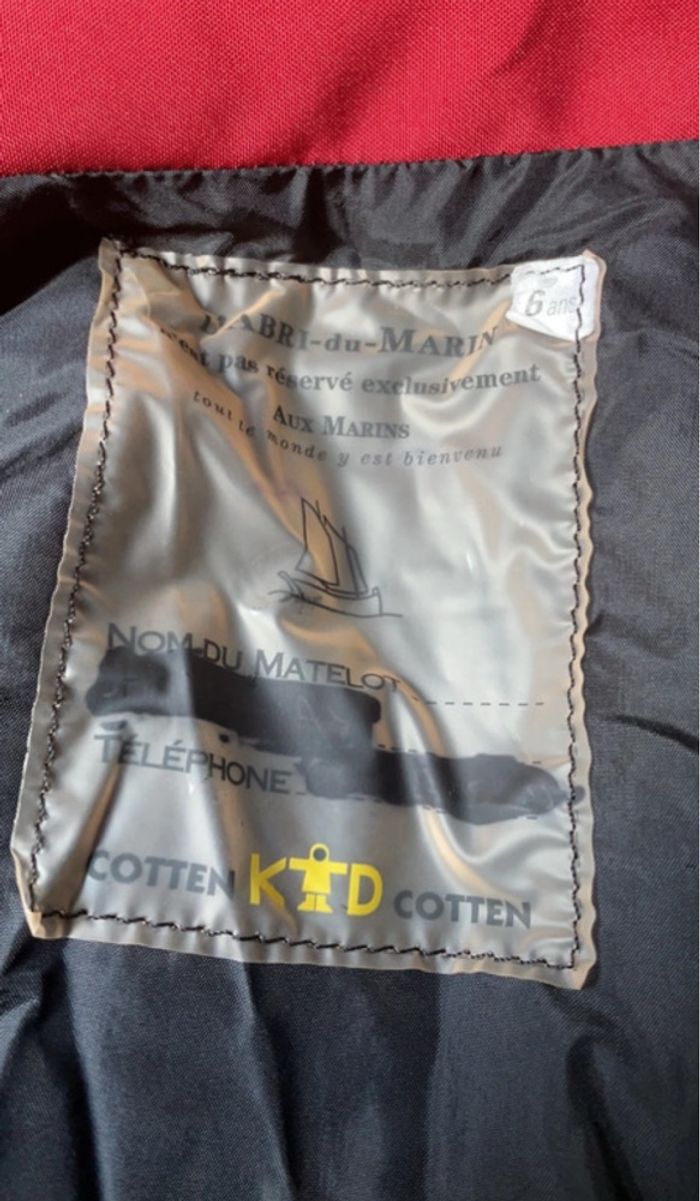 6 ans
L'ABRI-du-MARIN
n'est pas réservé exclusivement
AUX MARINS
tout le monde y est bienvenu
NOM DU MATELOT
TÉLÉPHONE
COTTEN KID COTTEN